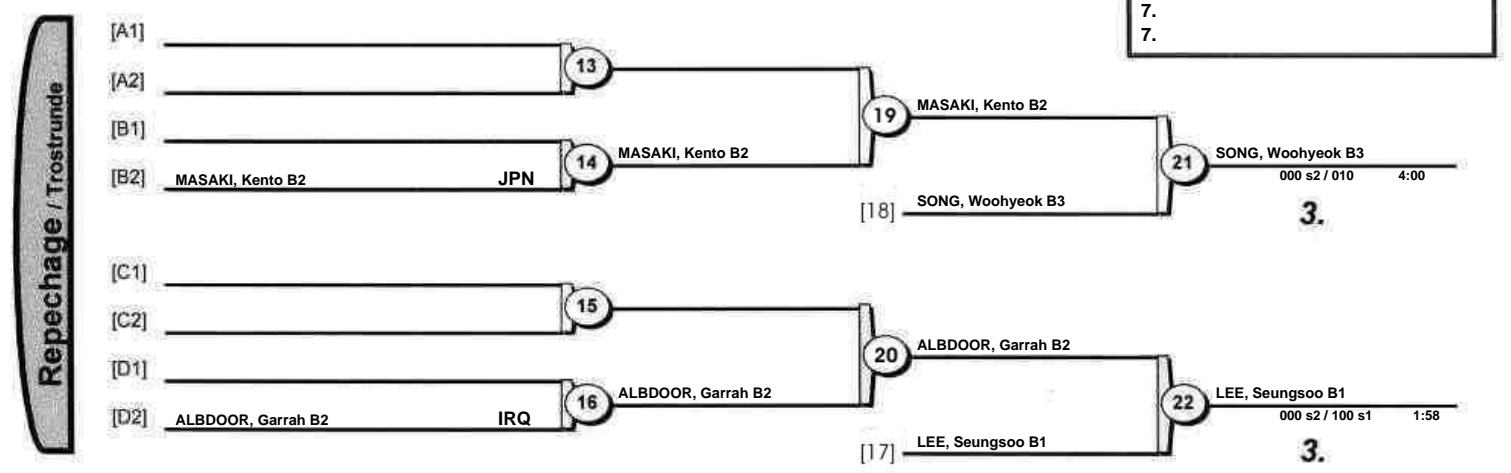 7.
7.
Repechage / Trostrunde
[A1]
13
[A2]
[B1]
19 MASAKI, Kento B2
14 MASAKI, Kento B2
21 SONG, Woohyeok B3
[B2] MASAKI, Kento B2 JPN
000 s2 / 010 4:00
[18] SONG, Woohyeok B3
3.
[C1]
15
[C2]
20 ALBDOOR, Garrah B2
[D1]
16 ALBDOOR, Garrah B2
22 LEE, Seungsoo B1
[D2] ALBDOOR, Garrah B2 IRQ
000 s2 / 100 s1 1:58
[17] LEE, Seungsoo B1
3.